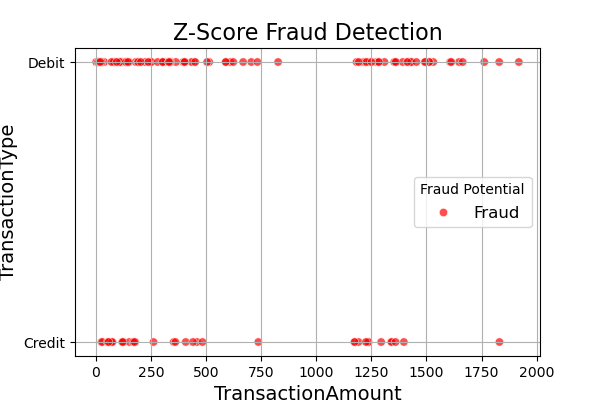 Z-Score Fraud Detection
TransactionType
Debit
Credit
Fraud Potential
Fraud
0 250 500 750 1000 1250 1500 1750 2000
TransactionAmount